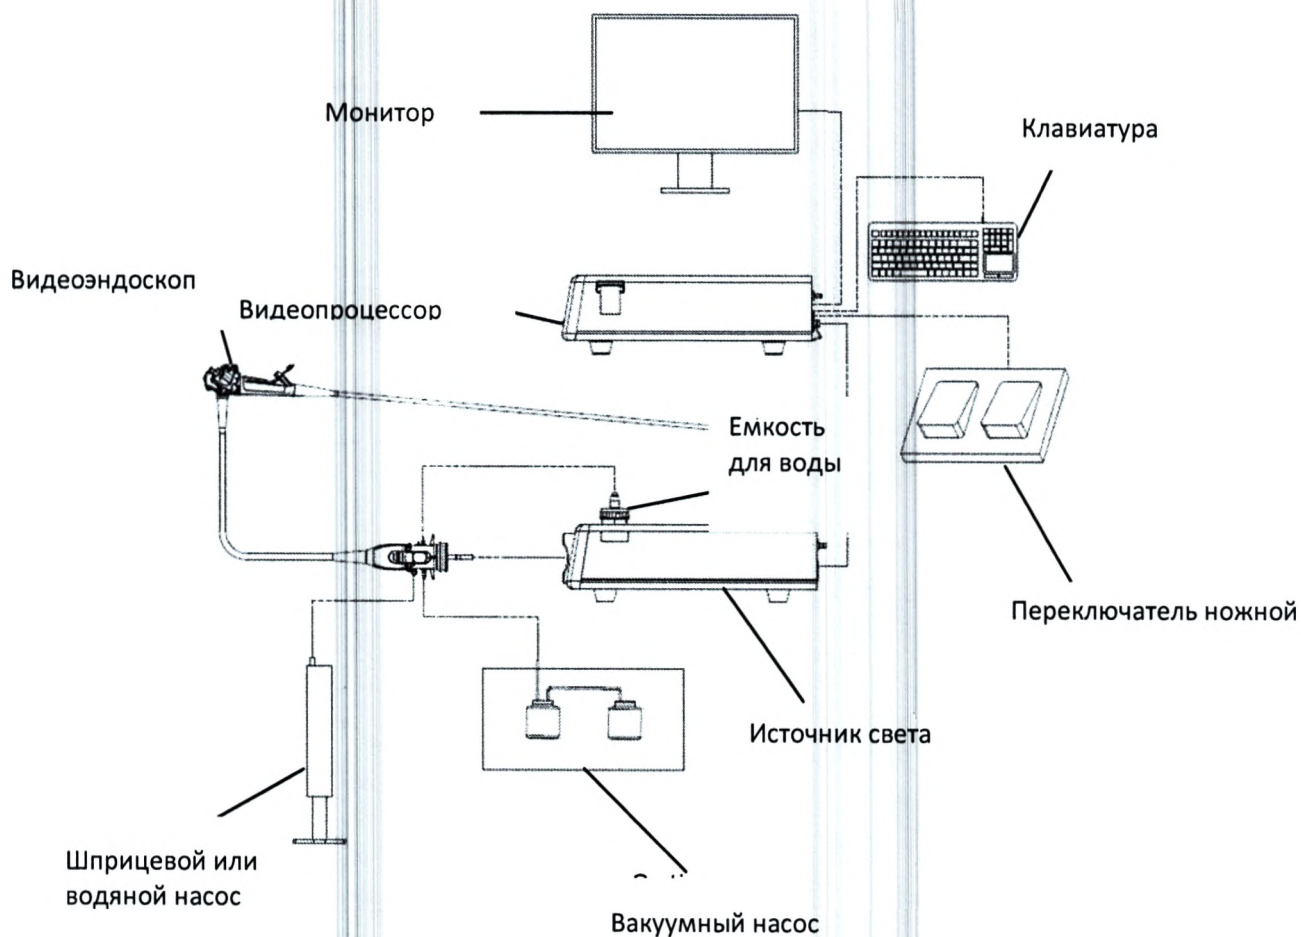 Монитор
Клавиатура
Видеоэндоскоп
Видеопроцессор
Емкость
для воды
Переключатель ножной
Источник света
Шприцевой или
водяной насос
Вакуумный насос